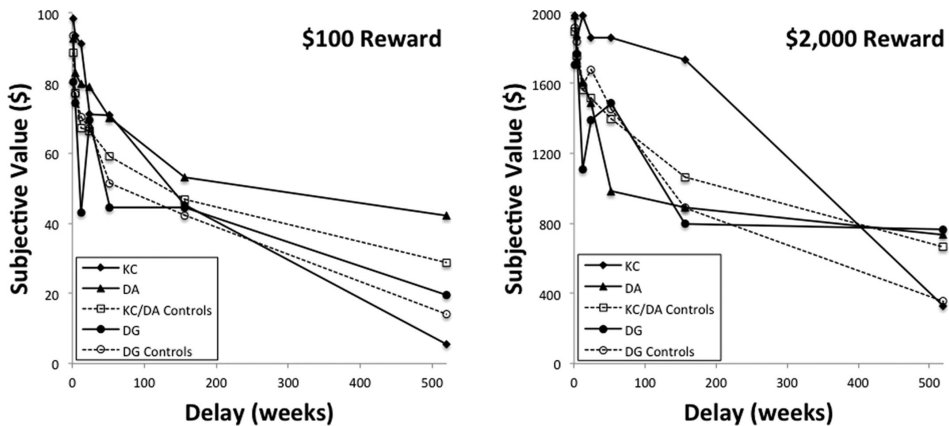 $100 Reward
Subjective Value ($)
100
80
60
40
20
0
KC
DA
KC/DA Controls
DG
DG Controls
0 100 200 300 400 500
Delay (weeks)
$2,000 Reward
Subjective Value ($)
2000
1600
1200
800
400
0
KC
DA
KC/DA Controls
DG
DG Controls
0 100 200 300 400 500
Delay (weeks)